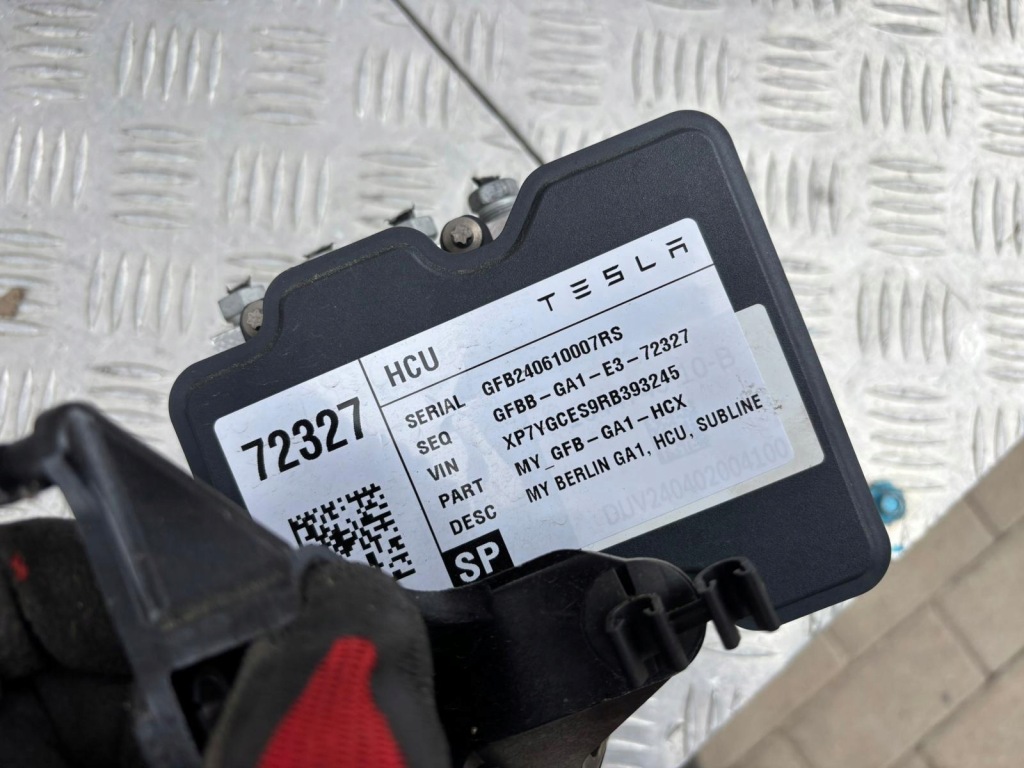 TESLA
HCU
72327
SERIAL GFB240610007RS
SEQ GFBB-GA1-E3-72327
VIN XP7YGCES9RB393245
PART MY_GFB-GA1-HCX
DESC MY BERLIN GA1, HCU, SUBLINE
SP
DUV240402004100